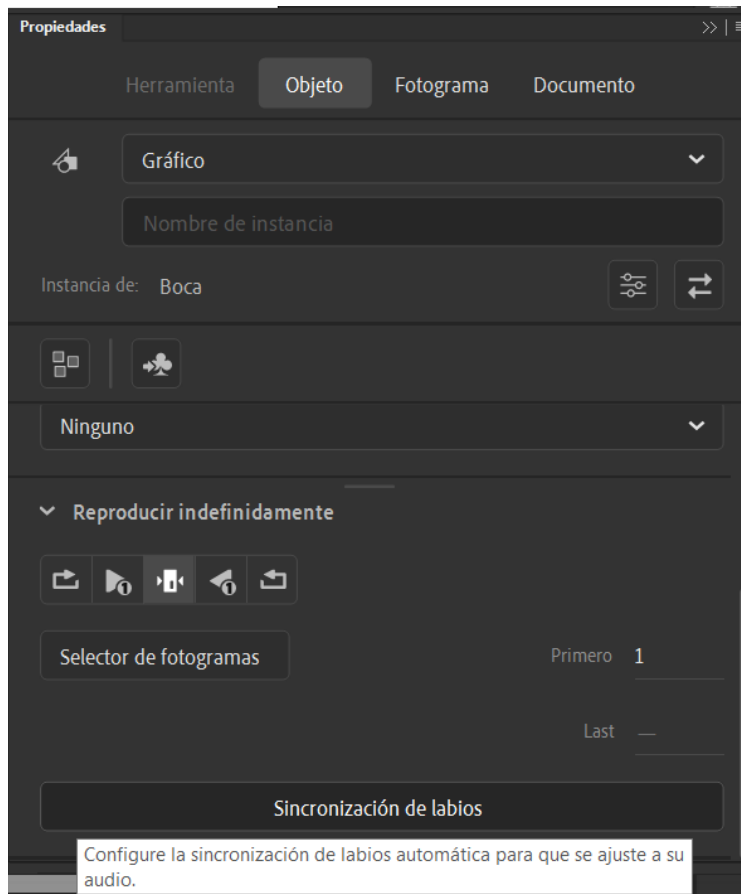 Propiedades
Herramienta Objeto Fotograma Documento
Gráfico
Nombre de instancia
Instancia de: Boca
Ninguno
Reproducir indefinidamente
Selector de fotogramas Primero 1
Last —
Sincronización de labios
Configure la sincronización de labios automática para que se ajuste a su
audio.